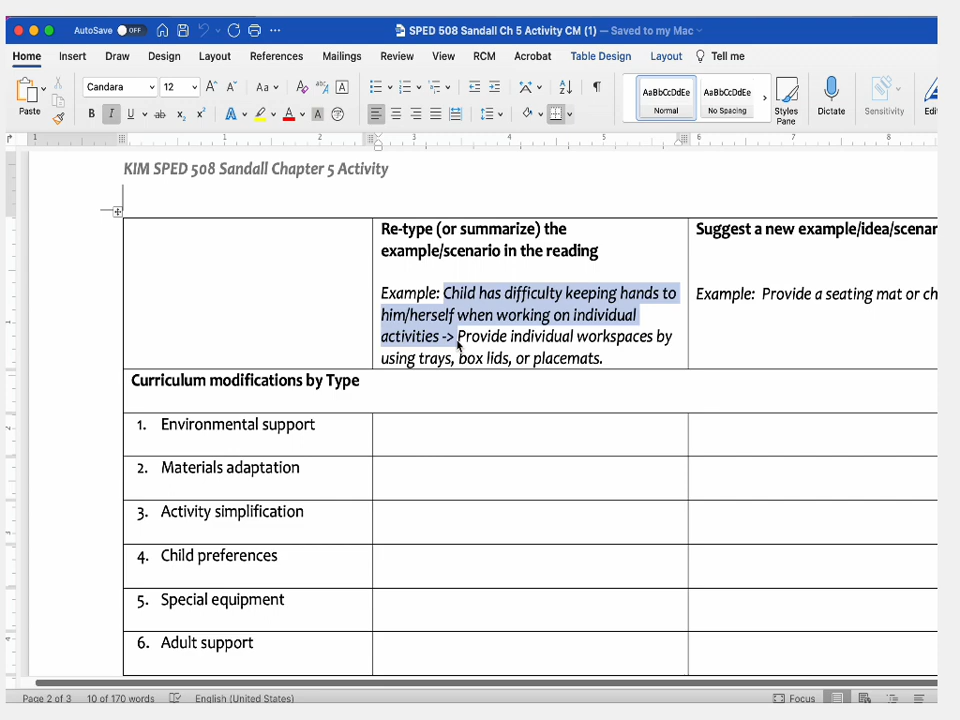 AutoSave OFF
SPED 508 Sandall Ch 5 Activity CM (1) — Saved to my Mac
Home Insert Draw Design Layout References Mailings Review View RCM Acrobat Table Design Layout Tell me
Paste
Candara 12
AaBbCcDdEe
Normal
AaBbCcDdEe
No Spacing
Styles Pane
Dictate
Sensitivity
KIM SPED 508 Sandall Chapter 5 Activity
Re-type (or summarize) the
example/scenario in the reading
Example: Child has difficulty keeping hands to
him/herself when working on individual
activities -> Provide individual workspaces by
using trays, box lids, or placemats.
Suggest a new example/idea/scenar
Example: Provide a seating mat or ch
Curriculum modifications by Type
1. Environmental support
2. Materials adaptation
3. Activity simplification
4. Child preferences
5. Special equipment
6. Adult support
Page 2 of 3 10 of 170 words English (United States) Focus